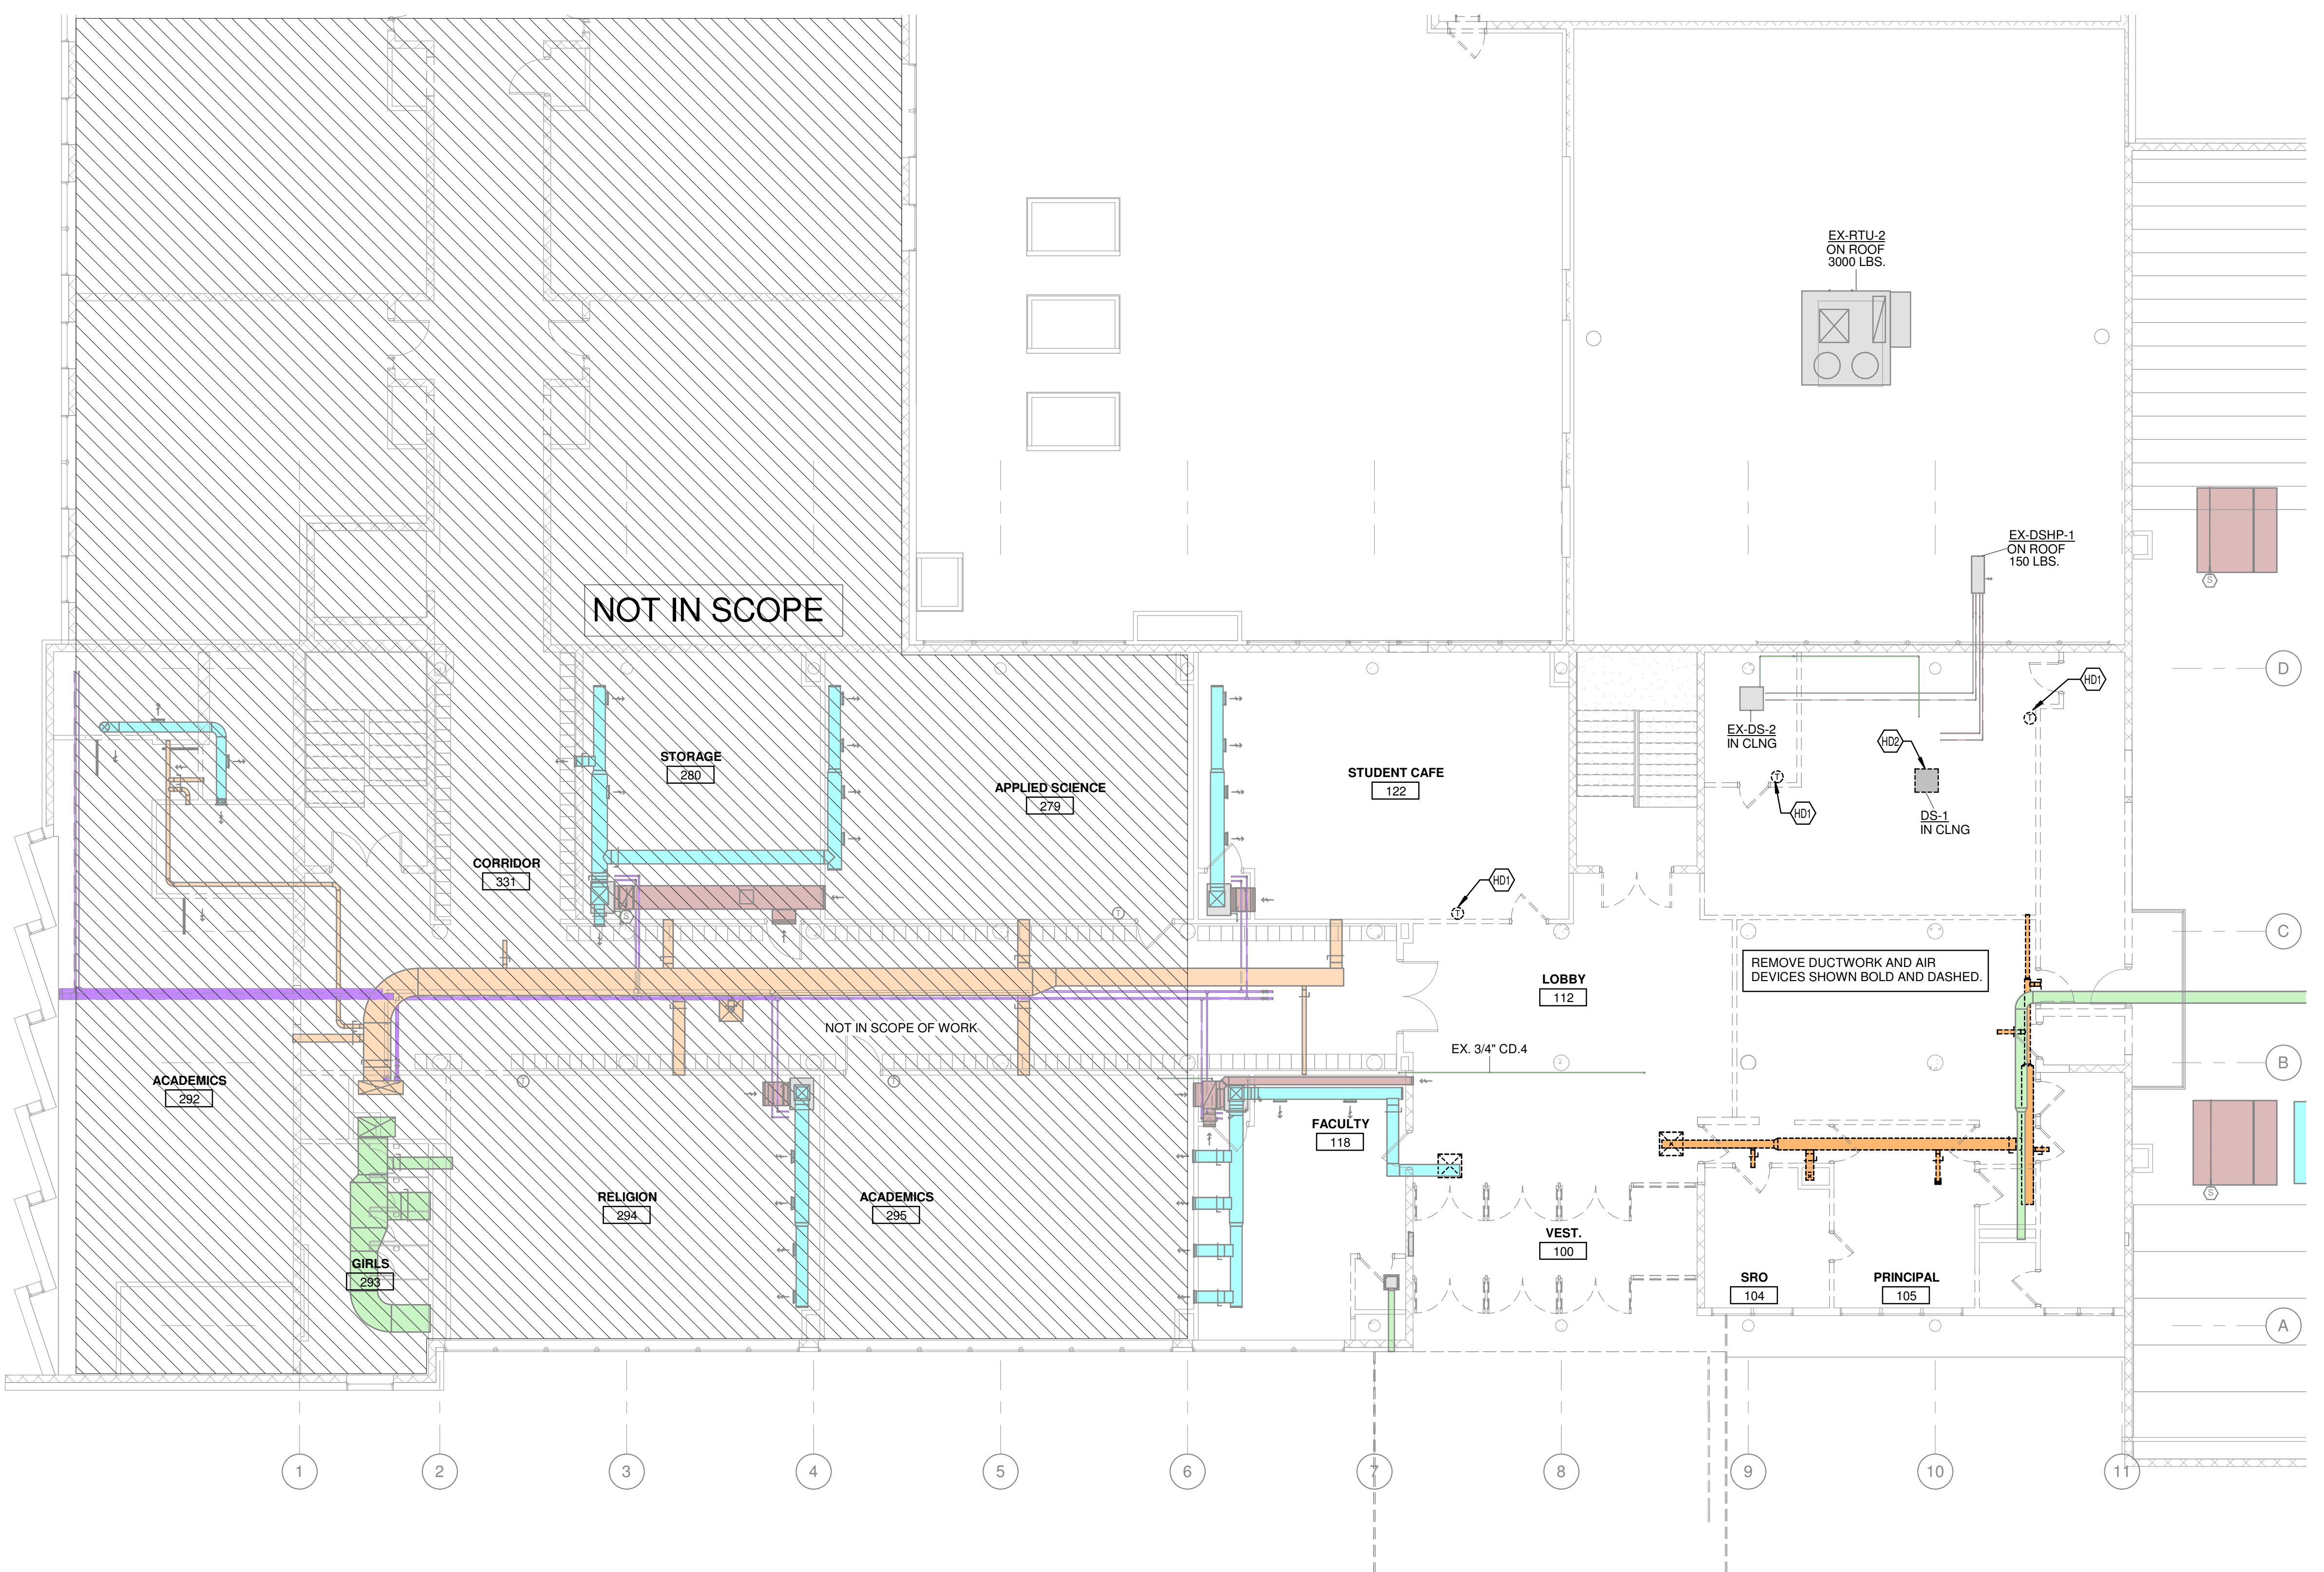 EX-RTU-2
ON ROOF
3000 LBS.
EX-DSHP-1
ON ROOF
150 LBS.
S
NOT IN SCOPE
D
HD1
T
EX-DS-2
IN CLNG
HD2
T
HD1
DS-1
IN CLNG
STORAGE
280
APPLIED SCIENCE
279
STUDENT CAFE
122
CORRIDOR
331
HD1
T
S
T
C
REMOVE DUCTWORK AND AIR
DEVICES SHOWN BOLD AND DASHED.
LOBBY
112
NOT IN SCOPE OF WORK
EX. 3/4" CD.4
B
ACADEMICS
292
T
T
FACULTY
118
RELIGION
294
ACADEMICS
295
S
VEST.
100
GIRLS
293
SRO
104
PRINCIPAL
105
A
1
2
3
4
5
6
7
8
9
10
11